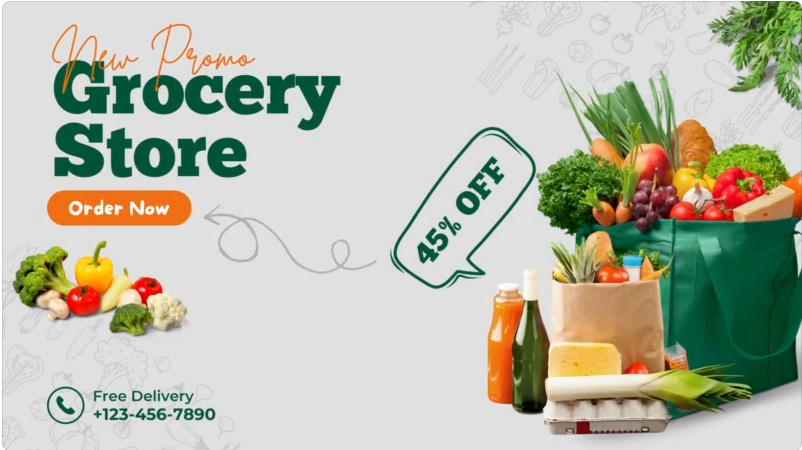 New Promo
Grocery
Store
Order Now
45% OFF
Free Delivery
+123-456-7890